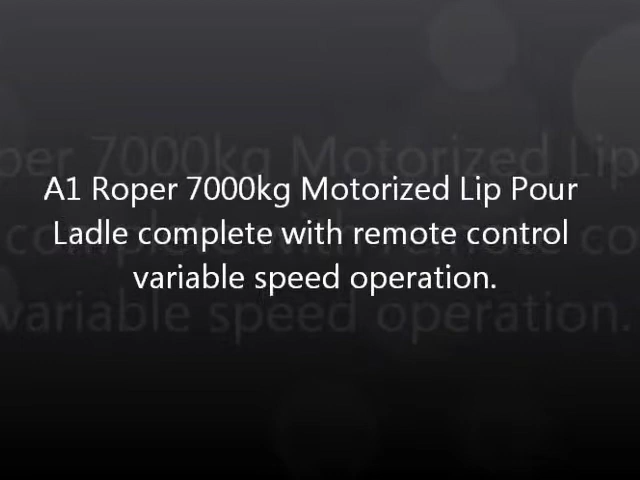 A1 Roper 7000kg Motorized Lip Pour
Ladle complete with remote control
variable speed operation.